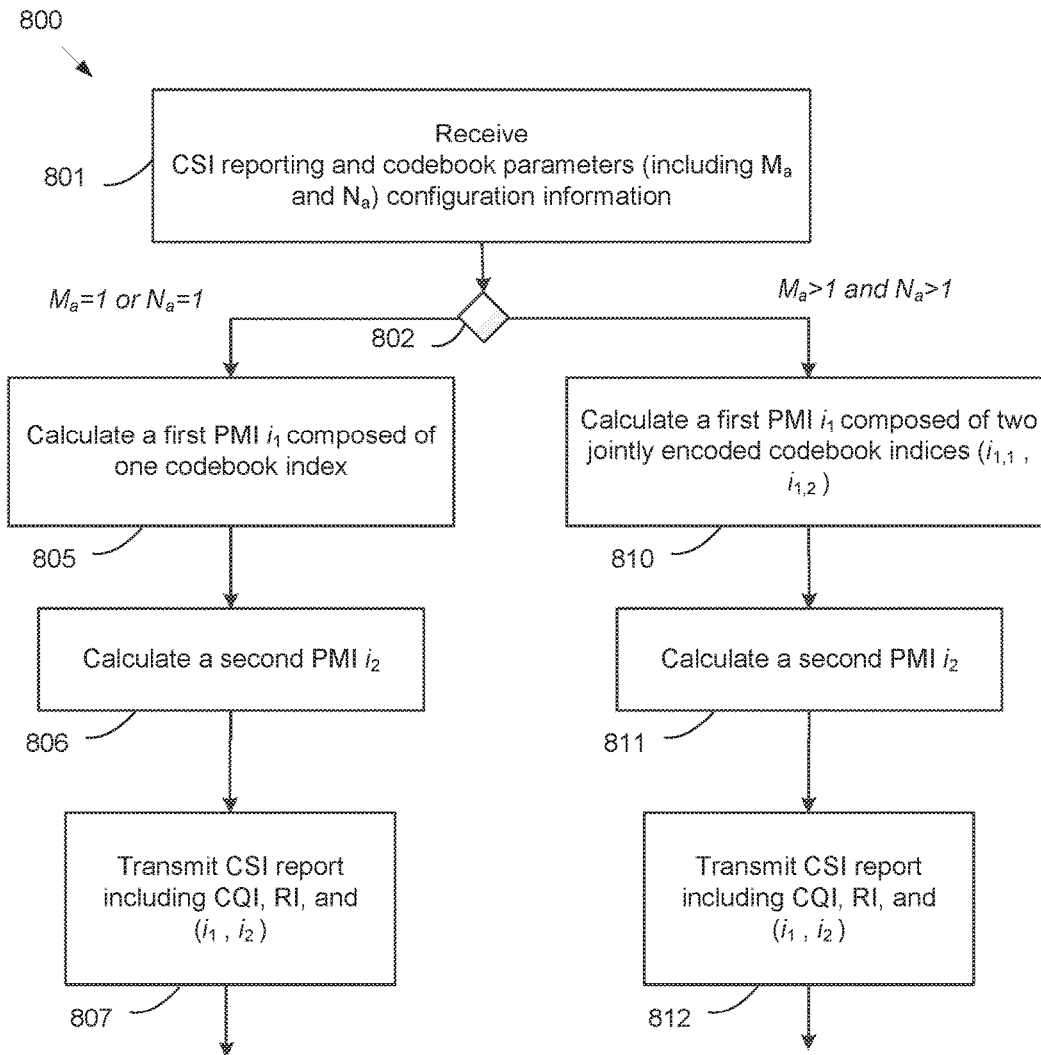 800
Receive
CSI reporting and codebook parameters (including Mₐ
and Nₐ) configuration information
801
Mₐ=1 or Nₐ=1
Mₐ>1 and Nₐ>1
802
Calculate a first PMI i₁ composed of
one codebook index
805
Calculate a first PMI i₁ composed of two
jointly encoded codebook indices (i₁,₁ ,
i₁,₂ )
810
Calculate a second PMI i₂
806
Calculate a second PMI i₂
811
Transmit CSI report
including CQI, RI, and
(i₁ , i₂ )
807
Transmit CSI report
including CQI, RI, and
(i₁ , i₂ )
812